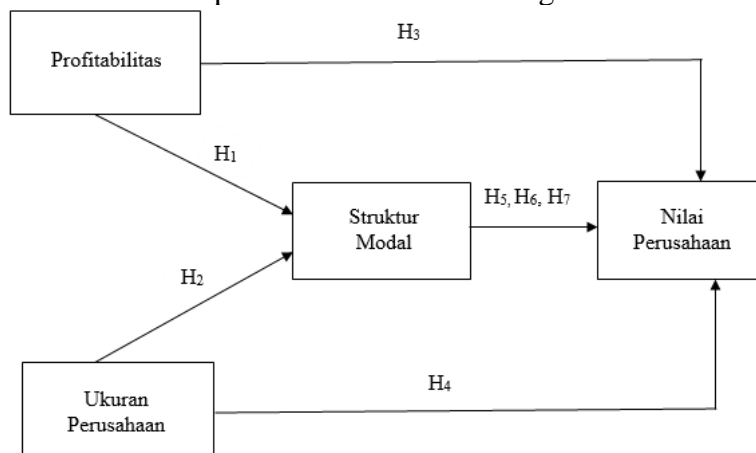 Profitabilitas
H3
H1
Struktur
Modal
H5, H6, H7
Nilai
Perusahaan
H2
Ukuran
Perusahaan
H4